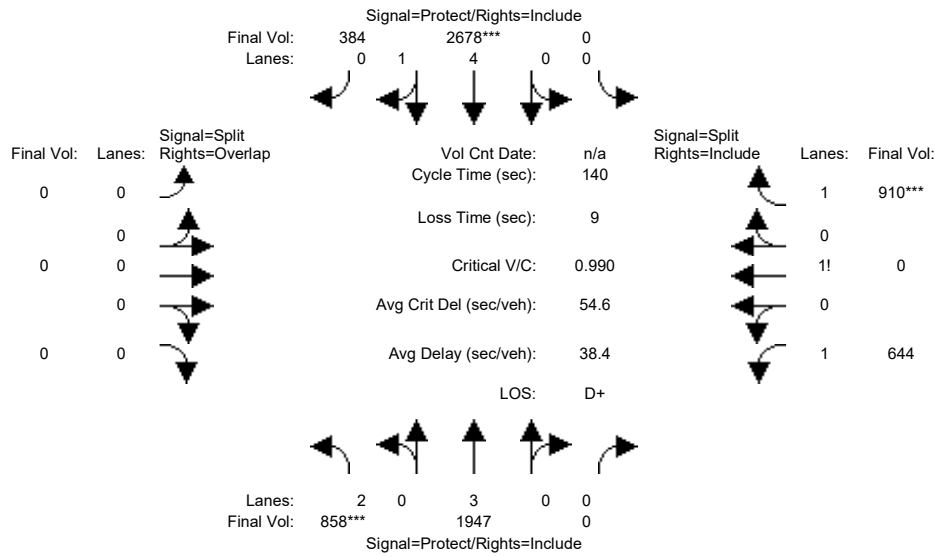 Signal=Protect/Rights=Include
Final Vol: 384 2678*** 0
Lanes: 0 1 4 0 0
Signal=Split
Final Vol: Lanes: Rights=Overlap
Vol Cnt Date: n/a
Signal=Split
Rights=Include Lanes: Final Vol:
Cycle Time (sec): 140
0 0
1 910***
Loss Time (sec): 9
0
0
0 0
Critical V/C: 0.990
1! 0
0
Avg Crit Del (sec/veh): 54.6
0
0 0
Avg Delay (sec/veh): 38.4
1 644
LOS: D+
Lanes: 2 0 3 0 0
Final Vol: 858*** 1947 0
Signal=Protect/Rights=Include